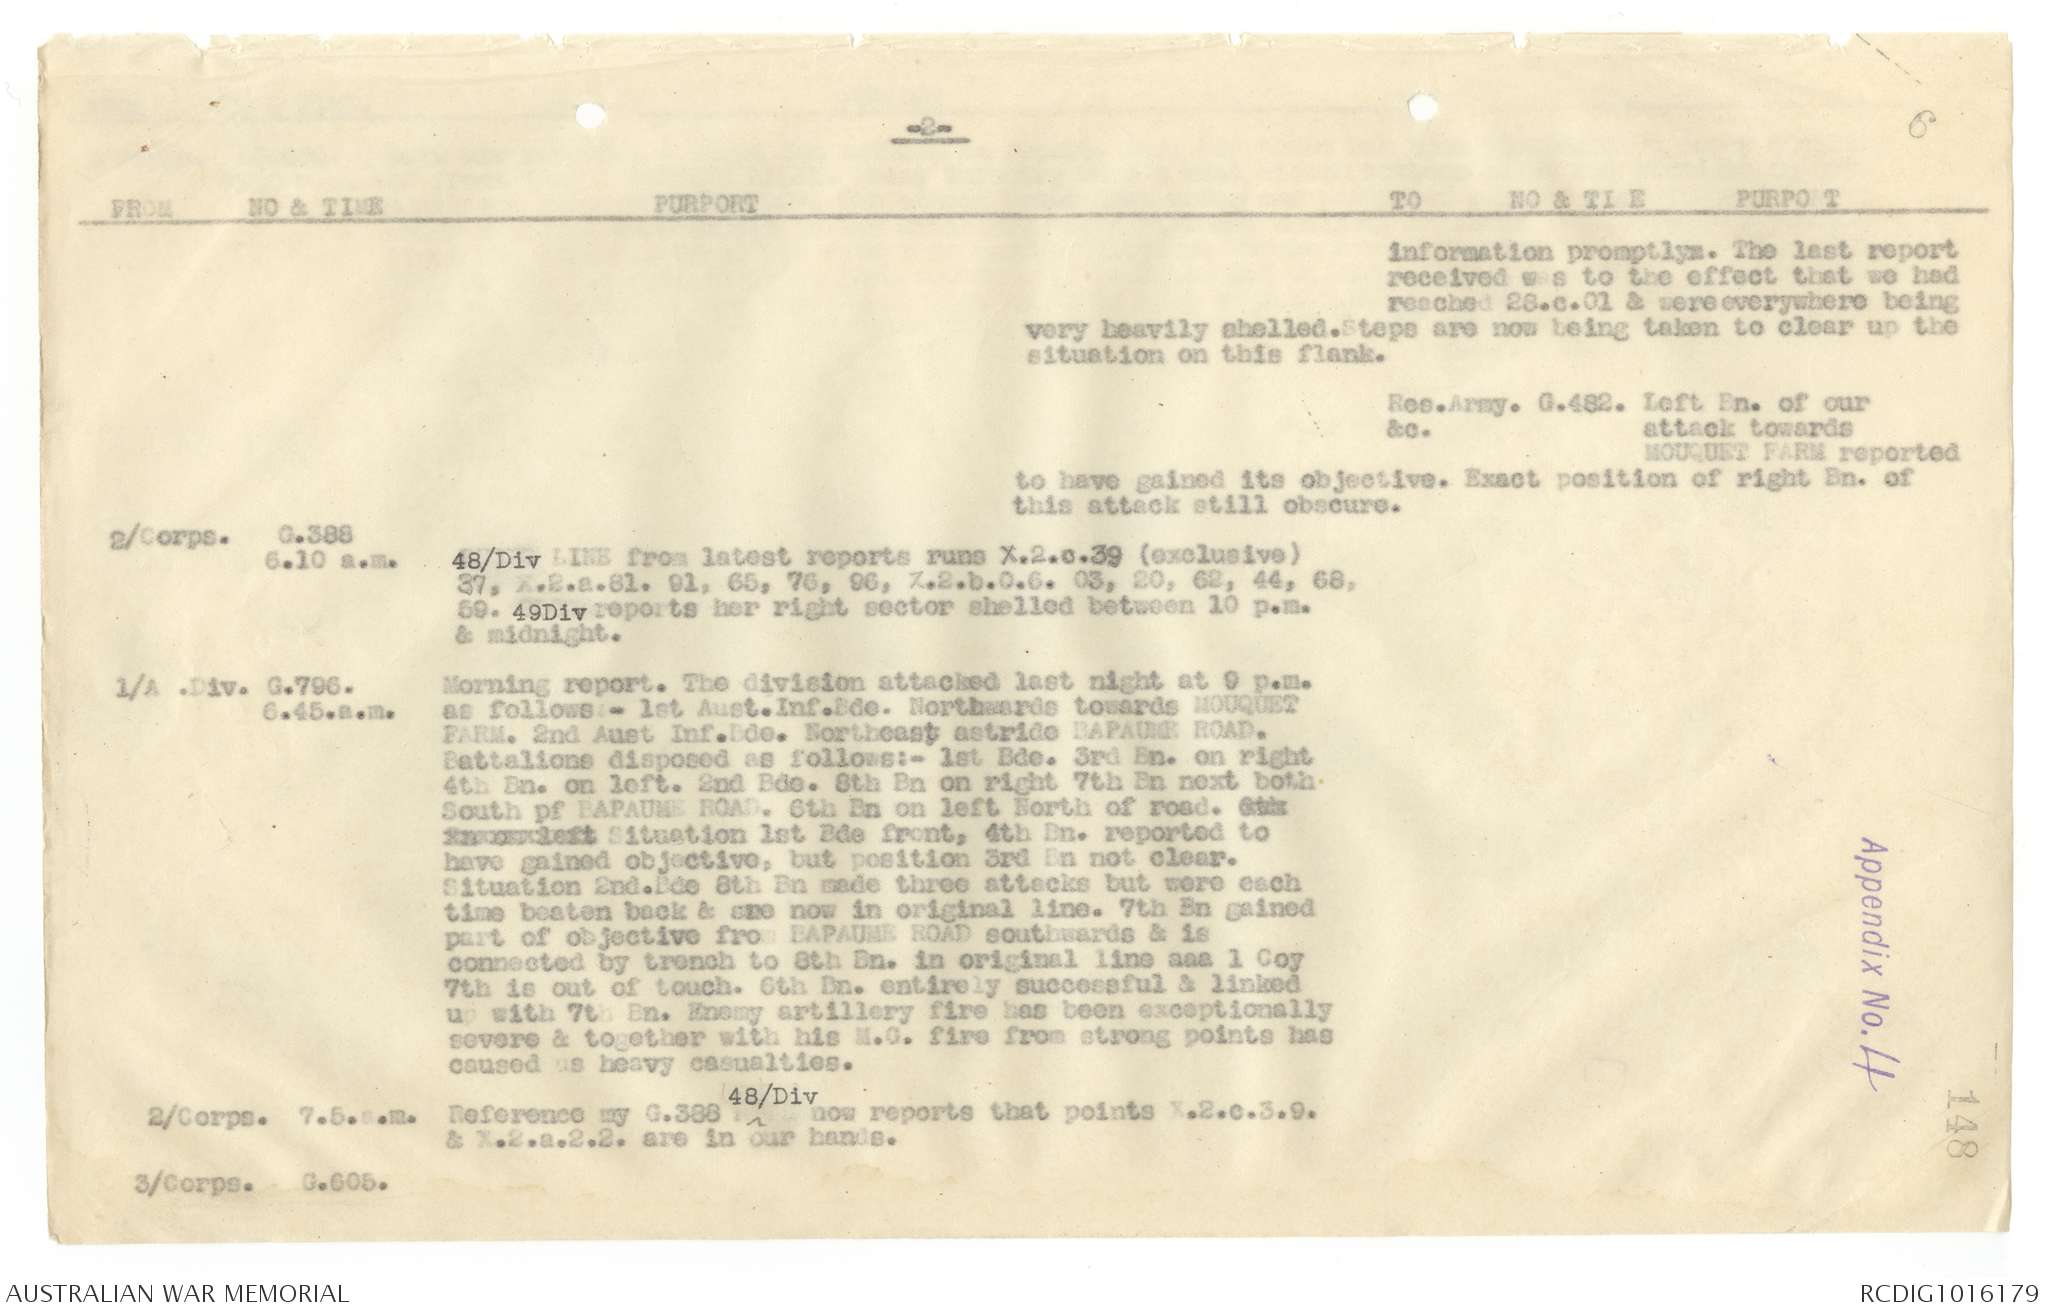 -2-
6
FROM NO & TIME PURPORT TO NO & TI E PURPO T
information promptlyx. The last report
received was to the effect that we had
reached 28.c.01 & were everywhere being
very heavily shelled. Steps are now being taken to clear up the
situation on this flank.
Res.Army. G.482. Left Bn. of our
&c. attack towards
MOUQUET FARM reported
to have gained its objective. Exact position of right Bn. of
this attack still obscure.
2/Corps. G.388
6.10 a.m. 48/Div LINE from latest reports runs X.2.c.39 (exclusive)
37, X.2.a.81. 91, 65, 76, 96, X.2.b.0.6. 03, 20, 62, 44, 68,
59. 49Div reports her right sector shelled between 10 p.m.
& midnight.
1/A .Div. G.796. Morning report. The division attacked last night at 9 p.m.
6.45.a.m. as follows:- 1st Aust.Inf.Bde. Northwards towards MOUQUET
FARM. 2nd Aust Inf.Bde. Northeast astride BAPAUME ROAD.
Battalions disposed as follows:- 1st Bde. 3rd Bn. on right
4th Bn. on left. 2nd Bde. 8th Bn on right 7th Bn next both
South pf BAPAUME ROAD. 6th Bn on left North of road. 6th
left Situation 1st Bde front, 4th Bn. reported to
have gained objective, but position 3rd Bn not clear.
Situation 2nd.Bde 8th Bn made three attacks but were each
time beaten back & are now in original line. 7th Bn gained
part of objective from BAPAUME ROAD southwards & is
connected by trench to 8th Bn. in original line aaa 1 Coy
7th is out of touch. 6th Bn. entirely successful & linked
up with 7th Bn. Enemy artillery fire has been exceptionally
severe & together with his M.G. fire from strong points has
caused us heavy casualties.
48/Div
2/Corps. 7.5.a.m. Reference my G.388 now reports that points X.2.c.3.9.
& X.2.a.2.2. are in our hands.
3/Corps. G.605.
Appendix No. 4
148
AUSTRALIAN WAR MEMORIAL RCDIG1016179